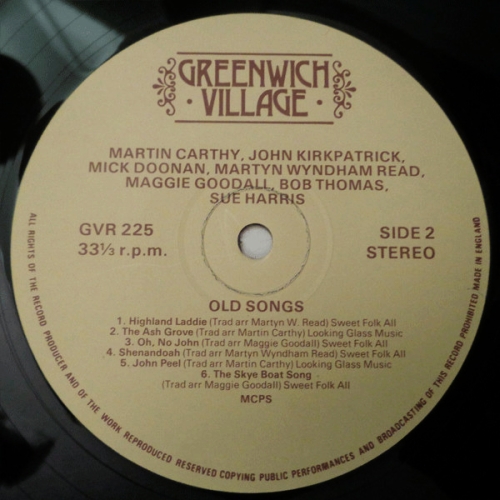 GREENWICH
· VILLAGE ·
MARTIN CARTHY, JOHN KIRKPATRICK,
MICK DOONAN, MARTYN WYNDHAM READ,
MAGGIE GOODALL, BOB THOMAS,
SUE HARRIS
GVR 225
33⅓ r.p.m.
SIDE 2
STEREO
OLD SONGS
1. Highland Laddie (Trad arr Martyn W. Read) Sweet Folk All
2. The Ash Grove (Trad arr Martin Carthy) Looking Glass Music
3. Oh, No John (Trad arr Maggie Goodall) Sweet Folk All
4. Shenandoah (Trad arr Martyn Wyndham Read) Sweet Folk All
5. John Peel (Trad arr Martin Carthy) Looking Glass Music
6. The Skye Boat Song -
(Trad arr Maggie Goodall) Sweet Folk All
MCPS
ALL RIGHTS OF THE RECORD PRODUCER AND OF THE WORK REPRODUCED RESERVED COPYING PUBLIC PERFORMANCES AND BROADCASTING OF THIS RECORD PROHIBITED MADE IN ENGLAND